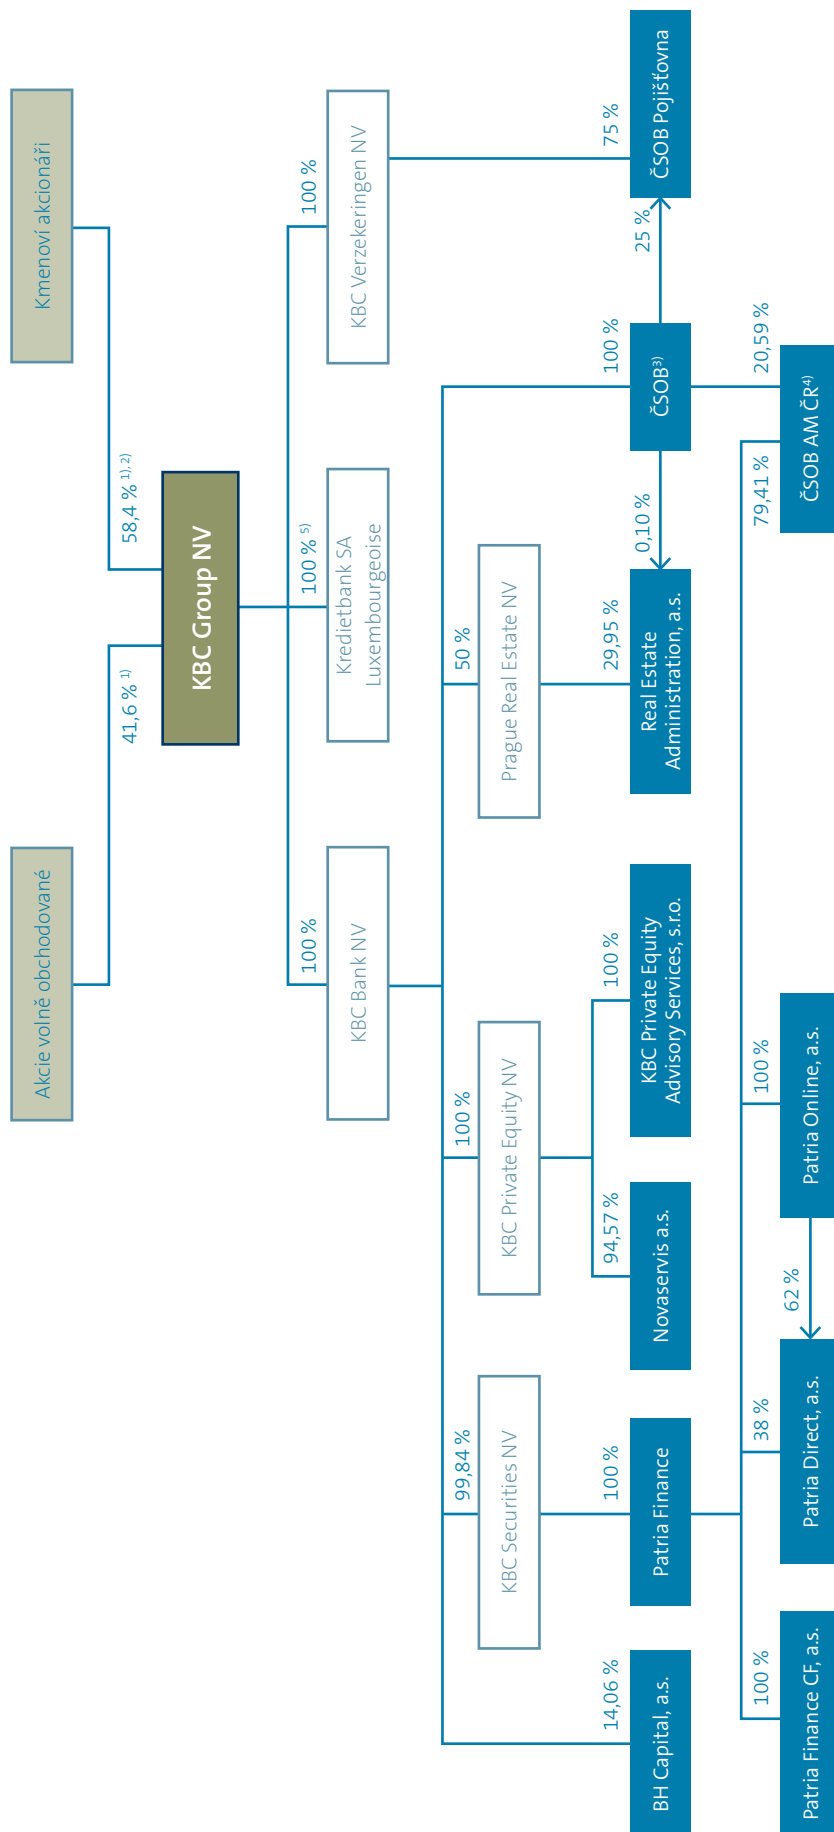 Akcie volně obchodované
Kmenoví akcionáři
41,6 % 1)
58,4 % 1), 2)
KBC Group NV
100 %
100 % 5)
100 %
KBC Bank NV
Kredietbank SA
Luxembourgeoise
KBC Verzekeringen NV
99,84 %
100 %
50 %
KBC Securities NV
KBC Private Equity NV
Prague Real Estate NV
14,06 %
100 %
94,57 %
100 %
29,95 %
100 %
75 %
BH Capital, a.s.
Patria Finance
Novaservis a.s.
KBC Private Equity
Advisory Services, s.r.o.
Real Estate
Administration, a.s.
0,10 %
ČSOB3)
25 %
ČSOB Pojišťovna
100 %
38 %
100 %
79,41 %
20,59 %
Patria Finance CF, a.s.
Patria Direct, a.s.
62 %
Patria Online, a.s.
ČSOB AM ČR4)